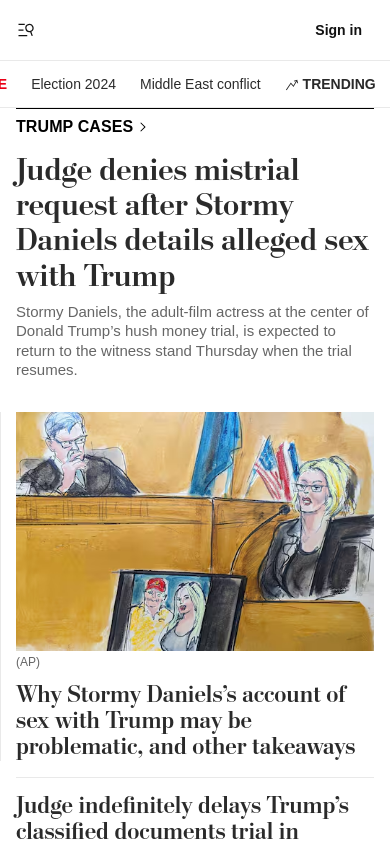 Sign in
E
Election 2024
Middle East conflict
TRENDING
TRUMP CASES
Judge denies mistrial
request after Stormy
Daniels details alleged sex
with Trump
Stormy Daniels, the adult-film actress at the center of
Donald Trump’s hush money trial, is expected to
return to the witness stand Thursday when the trial
resumes.
(AP)
Why Stormy Daniels’s account of
sex with Trump may be
problematic, and other takeaways
Judge indefinitely delays Trump’s
classified documents trial in